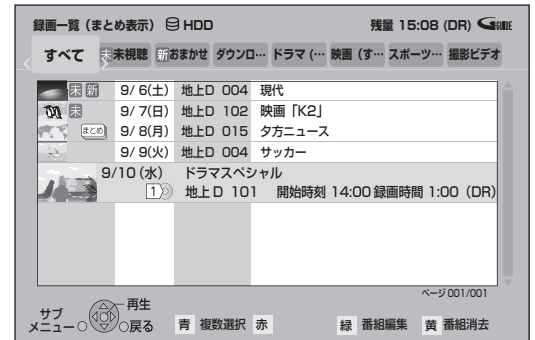 録画一覧（まとめ表示） HDD 残量 15:08 (DR) G GUIDE
すべて 未 未視聴 新 おまかせ ダウンロ… ドラマ（… 映画（す… スポーツ… 撮影ビデオ
未 新 9/ 6(土) 地上D 004 現代
未 9/ 7(日) 地上D 102 映画「K2」
まとめ 9/ 8(月) 地上D 015 夕方ニュース
9/ 9(火) 地上D 004 サッカー
9/10 (水) ドラマスペシャル
1 地上D 101 開始時刻 14:00 録画時間 1:00 (DR)
ページ 001/001
サブメニュー 再生 戻る 青 複数選択 赤 緑 番組編集 黄 番組消去